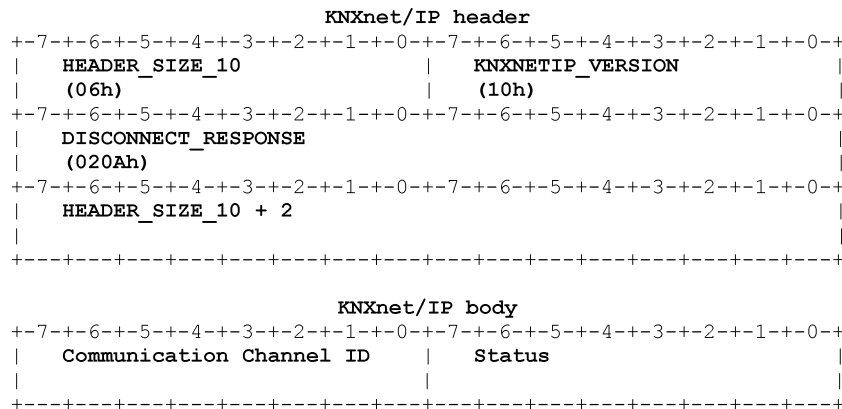 KNXnet/IP header
+-7-+-6-+-5-+-4-+-3-+-2-+-1-+-0-+-7-+-6-+-5-+-4-+-3-+-2-+-1-+-0-+
| HEADER_SIZE_10 | KNXNETIP_VERSION |
| (06h) | (10h) |
+-7-+-6-+-5-+-4-+-3-+-2-+-1-+-0-+-7-+-6-+-5-+-4-+-3-+-2-+-1-+-0-+
| DISCONNECT_RESPONSE |
| (020Ah) |
+-7-+-6-+-5-+-4-+-3-+-2-+-1-+-0-+-7-+-6-+-5-+-4-+-3-+-2-+-1-+-0-+
| HEADER_SIZE_10 + 2 |
| |
+---+---+---+---+---+---+---+---+---+---+---+---+---+---+---+---+
KNXnet/IP body
+-7-+-6-+-5-+-4-+-3-+-2-+-1-+-0-+-7-+-6-+-5-+-4-+-3-+-2-+-1-+-0-+
| Communication Channel ID | Status |
| | |
+---+---+---+---+---+---+---+---+---+---+---+---+---+---+---+---+